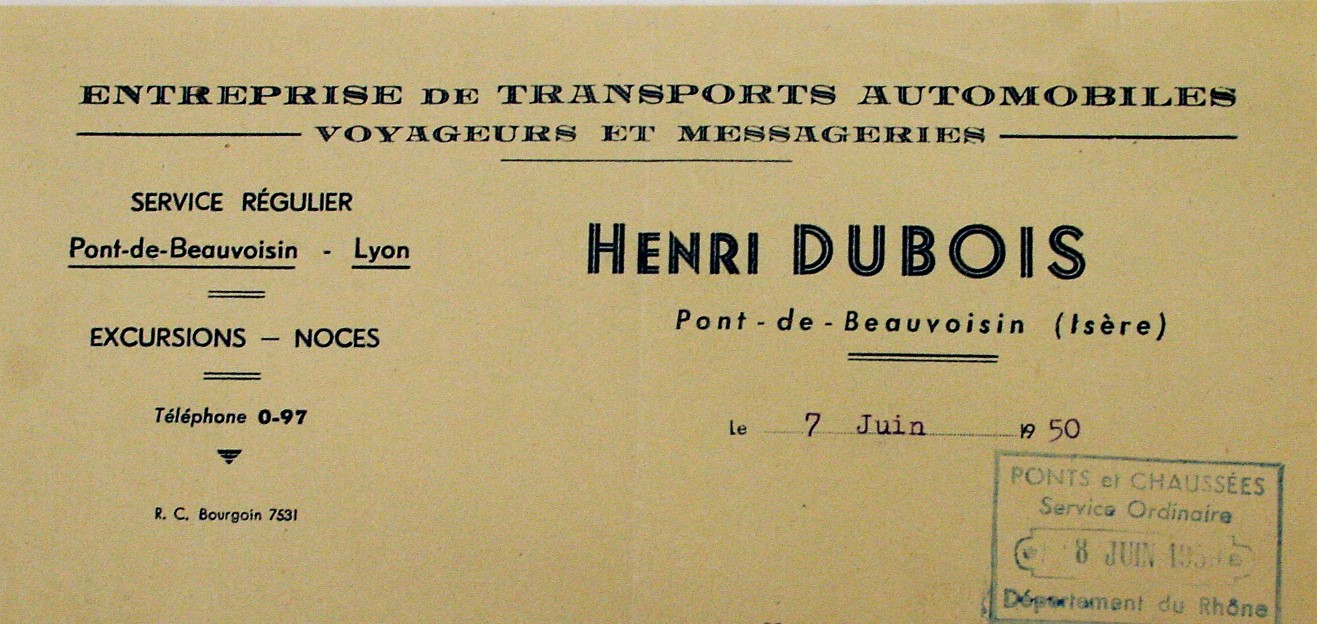 ENTREPRISE DE TRANSPORTS AUTOMOBILES
VOYAGEURS ET MESSAGERIES
SERVICE RÉGULIER
Pont-de-Beauvoisin - Lyon
EXCURSIONS — NOCES
Téléphone 0-97
R. C. Bourgoin 7531
HENRI DUBOIS
Pont-de-Beauvoisin (Isère)
Le 7 Juin 19 50
PONTS et CHAUSSÉES
Service Ordinaire
8 JUIN
Département du Rhône